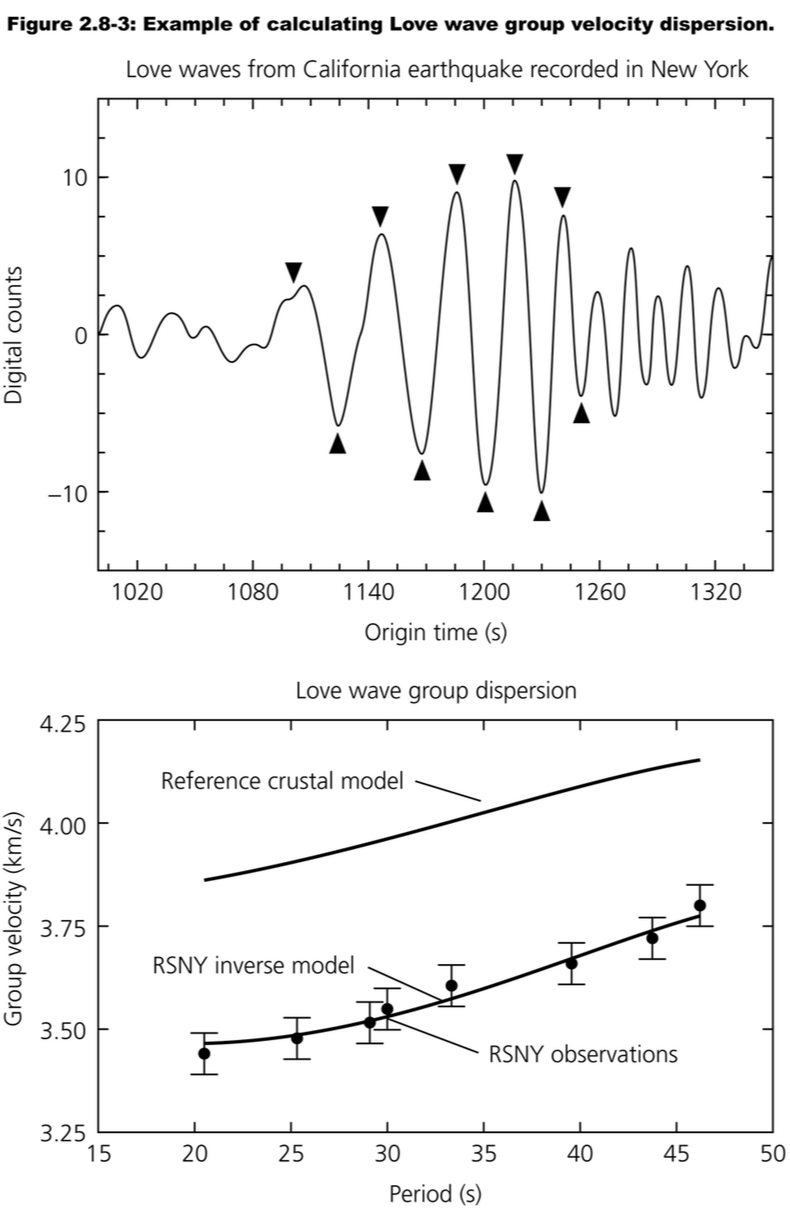 Figure 2.8-3: Example of calculating Love wave group velocity dispersion.
Love waves from California earthquake recorded in New York
10
0
−10
Digital counts
1020 1080 1140 1200 1260 1320
Origin time (s)
Love wave group dispersion
4.25
4.00
3.75
3.50
3.25
Group velocity (km/s)
Reference crustal model
RSNY inverse model
RSNY observations
15 20 25 30 35 40 45 50
Period (s)